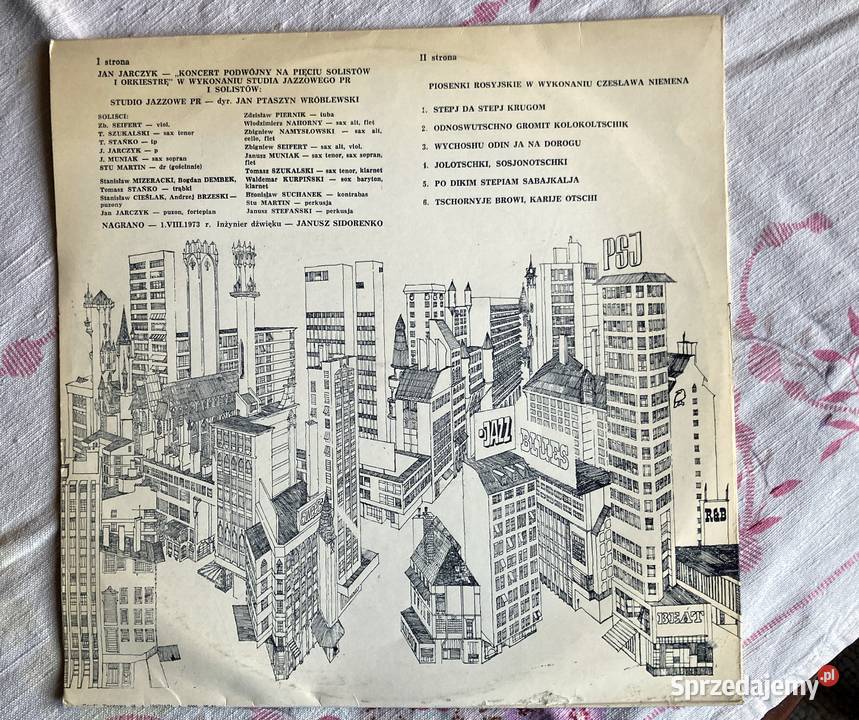 I strona
JAN JARCZYK — „KONCERT PODWÓJNY NA PIĘCIU SOLISTÓW
I ORKIESTRĘ" W WYKONANIU STUDIA JAZZOWEGO PR
I SOLISTÓW:
STUDIO JAZZOWE PR — dyr. JAN PTASZYN WRÓBLEWSKI
SOLIŚCI:
Zb. SEIFERT — viol.
T. SZUKALSKI — sax tenor
T. STAŃKO — tp
J. JARCZYK — p
J. MUNIAK — sax sopran
STU MARTIN — dr (gościnnie)
Stanisław MIZERACKI, Bogdan DEMBEK,
Tomasz STAŃKO — trąbki
Stanisław CIEŚLAK, Andrzej BRZESKI —
puzony
Jan JARCZYK — puzon, fortepian
Zdzisław PIERNIK — tuba
Włodzimierz NAHORNY — sax alt, flet
Zbigniew NAMYSŁOWSKI — sax alt,
cello, flet
Zbigniew SEIFERT — sax alt, viol.
Janusz MUNIAK — sax tenor, sax sopran,
flet
Tomasz SZUKALSKI — sax tenor, klarnet
Waldemar KURPIŃSKI — sox baryton,
klarnet
Bronisław SUCHANEK — kontrabas
Stu MARTIN — perkusja
Janusz STEFAŃSKI — perkusja
NAGRANO — 1.VIII.1973 r. Inżynier dźwięku — JANUSZ SIDORENKO
II strona
PIOSENKI ROSYJSKIE W WYKONANIU CZESŁAWA NIEMENA
1. STEPJ DA STEPJ KRUGOM
2. ODNOSWUTSCHNO GROMIT KOLOKOLTSCHIK
3. WYCHOSHU ODIN JA NA DOROGU
4. JOLOTSCHKI, SOSJONOTSCHKI
5. PO DIKIM STEPIAM SABAJKALJA
6. TSCHORNYJE BROWI, KARIJE OTSCHI
PSJ
JAZZ
BLUES
R&B
BEAT
Sprzedajemy.pl